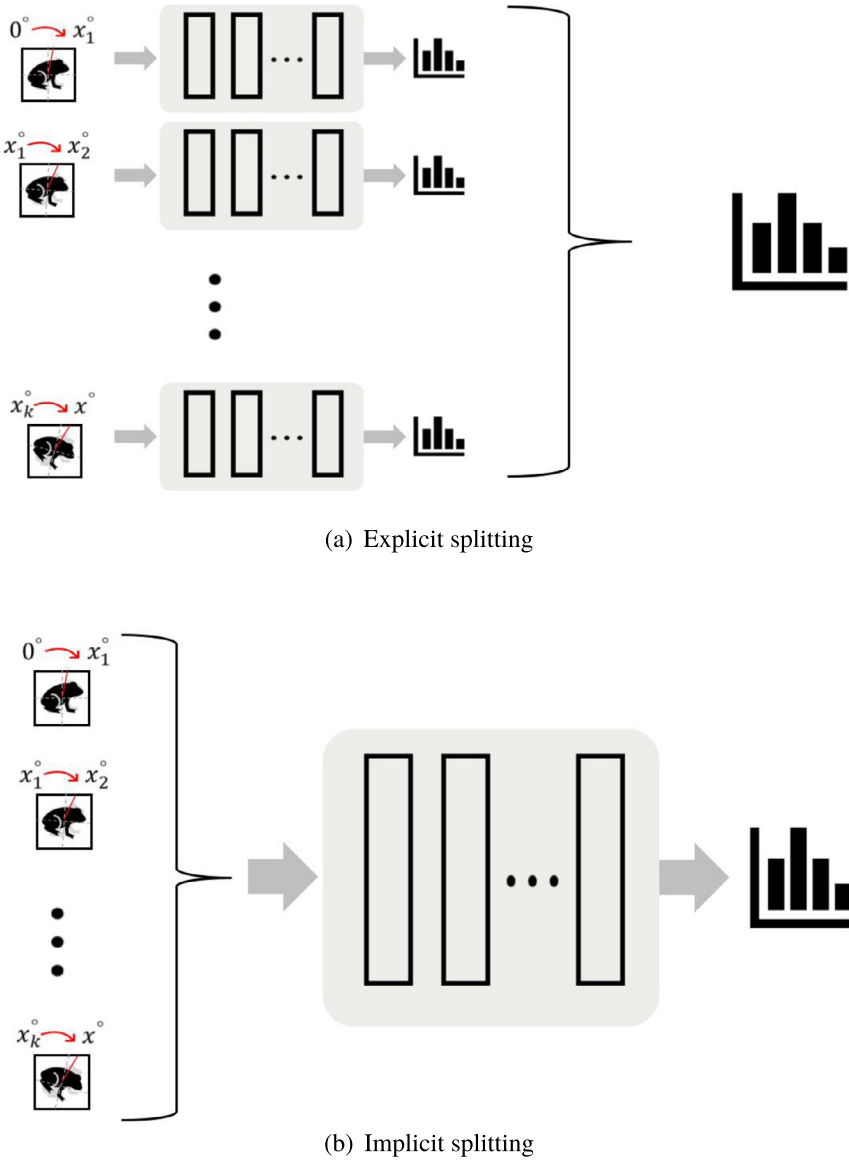 0° x₁°
x₁° x₂°
xₖ° x°
(a) Explicit splitting
0° x₁°
x₁° x₂°
xₖ° x°
(b) Implicit splitting